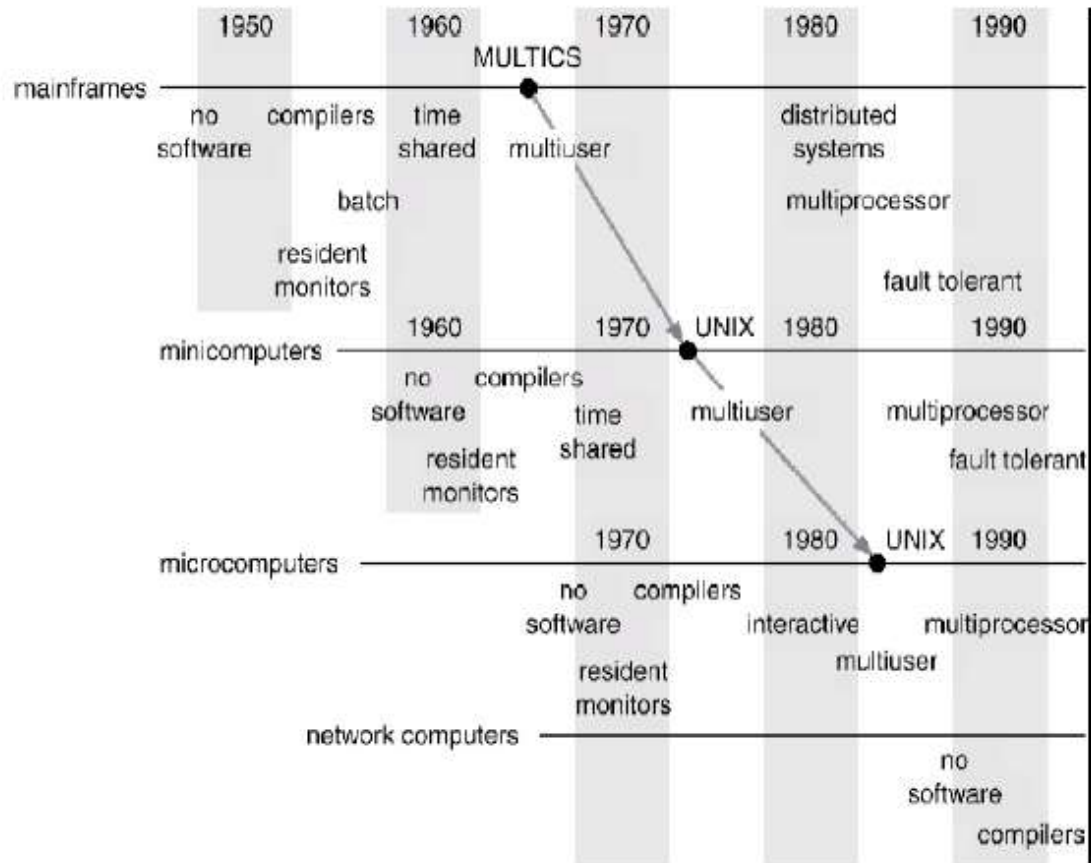 1950 1960 1970 1980 1990
MULTICS
mainframes
no compilers time distributed
software shared multiuser systems
batch multiprocessor
resident
monitors fault tolerant
1960 1970 UNIX 1980 1990
minicomputers
no compilers
software time multiuser multiprocessor
shared
resident fault tolerant
monitors
1970 1980 UNIX 1990
microcomputers
no compilers
software interactive multiprocessor
multiuser
resident
monitors
network computers
no
software
compilers